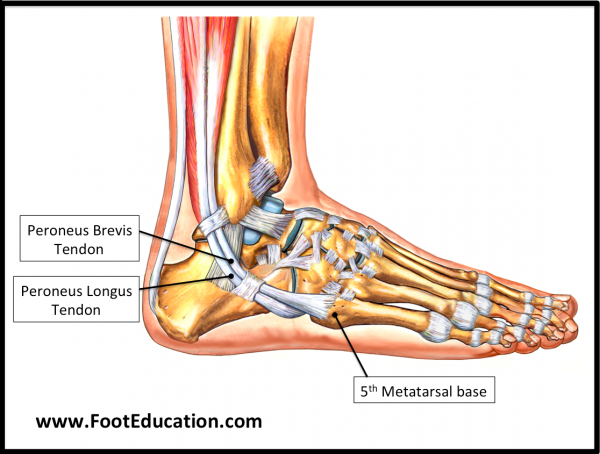 Peroneus Brevis
Tendon
Peroneus Longus
Tendon
5th Metatarsal base
www.FootEducation.com